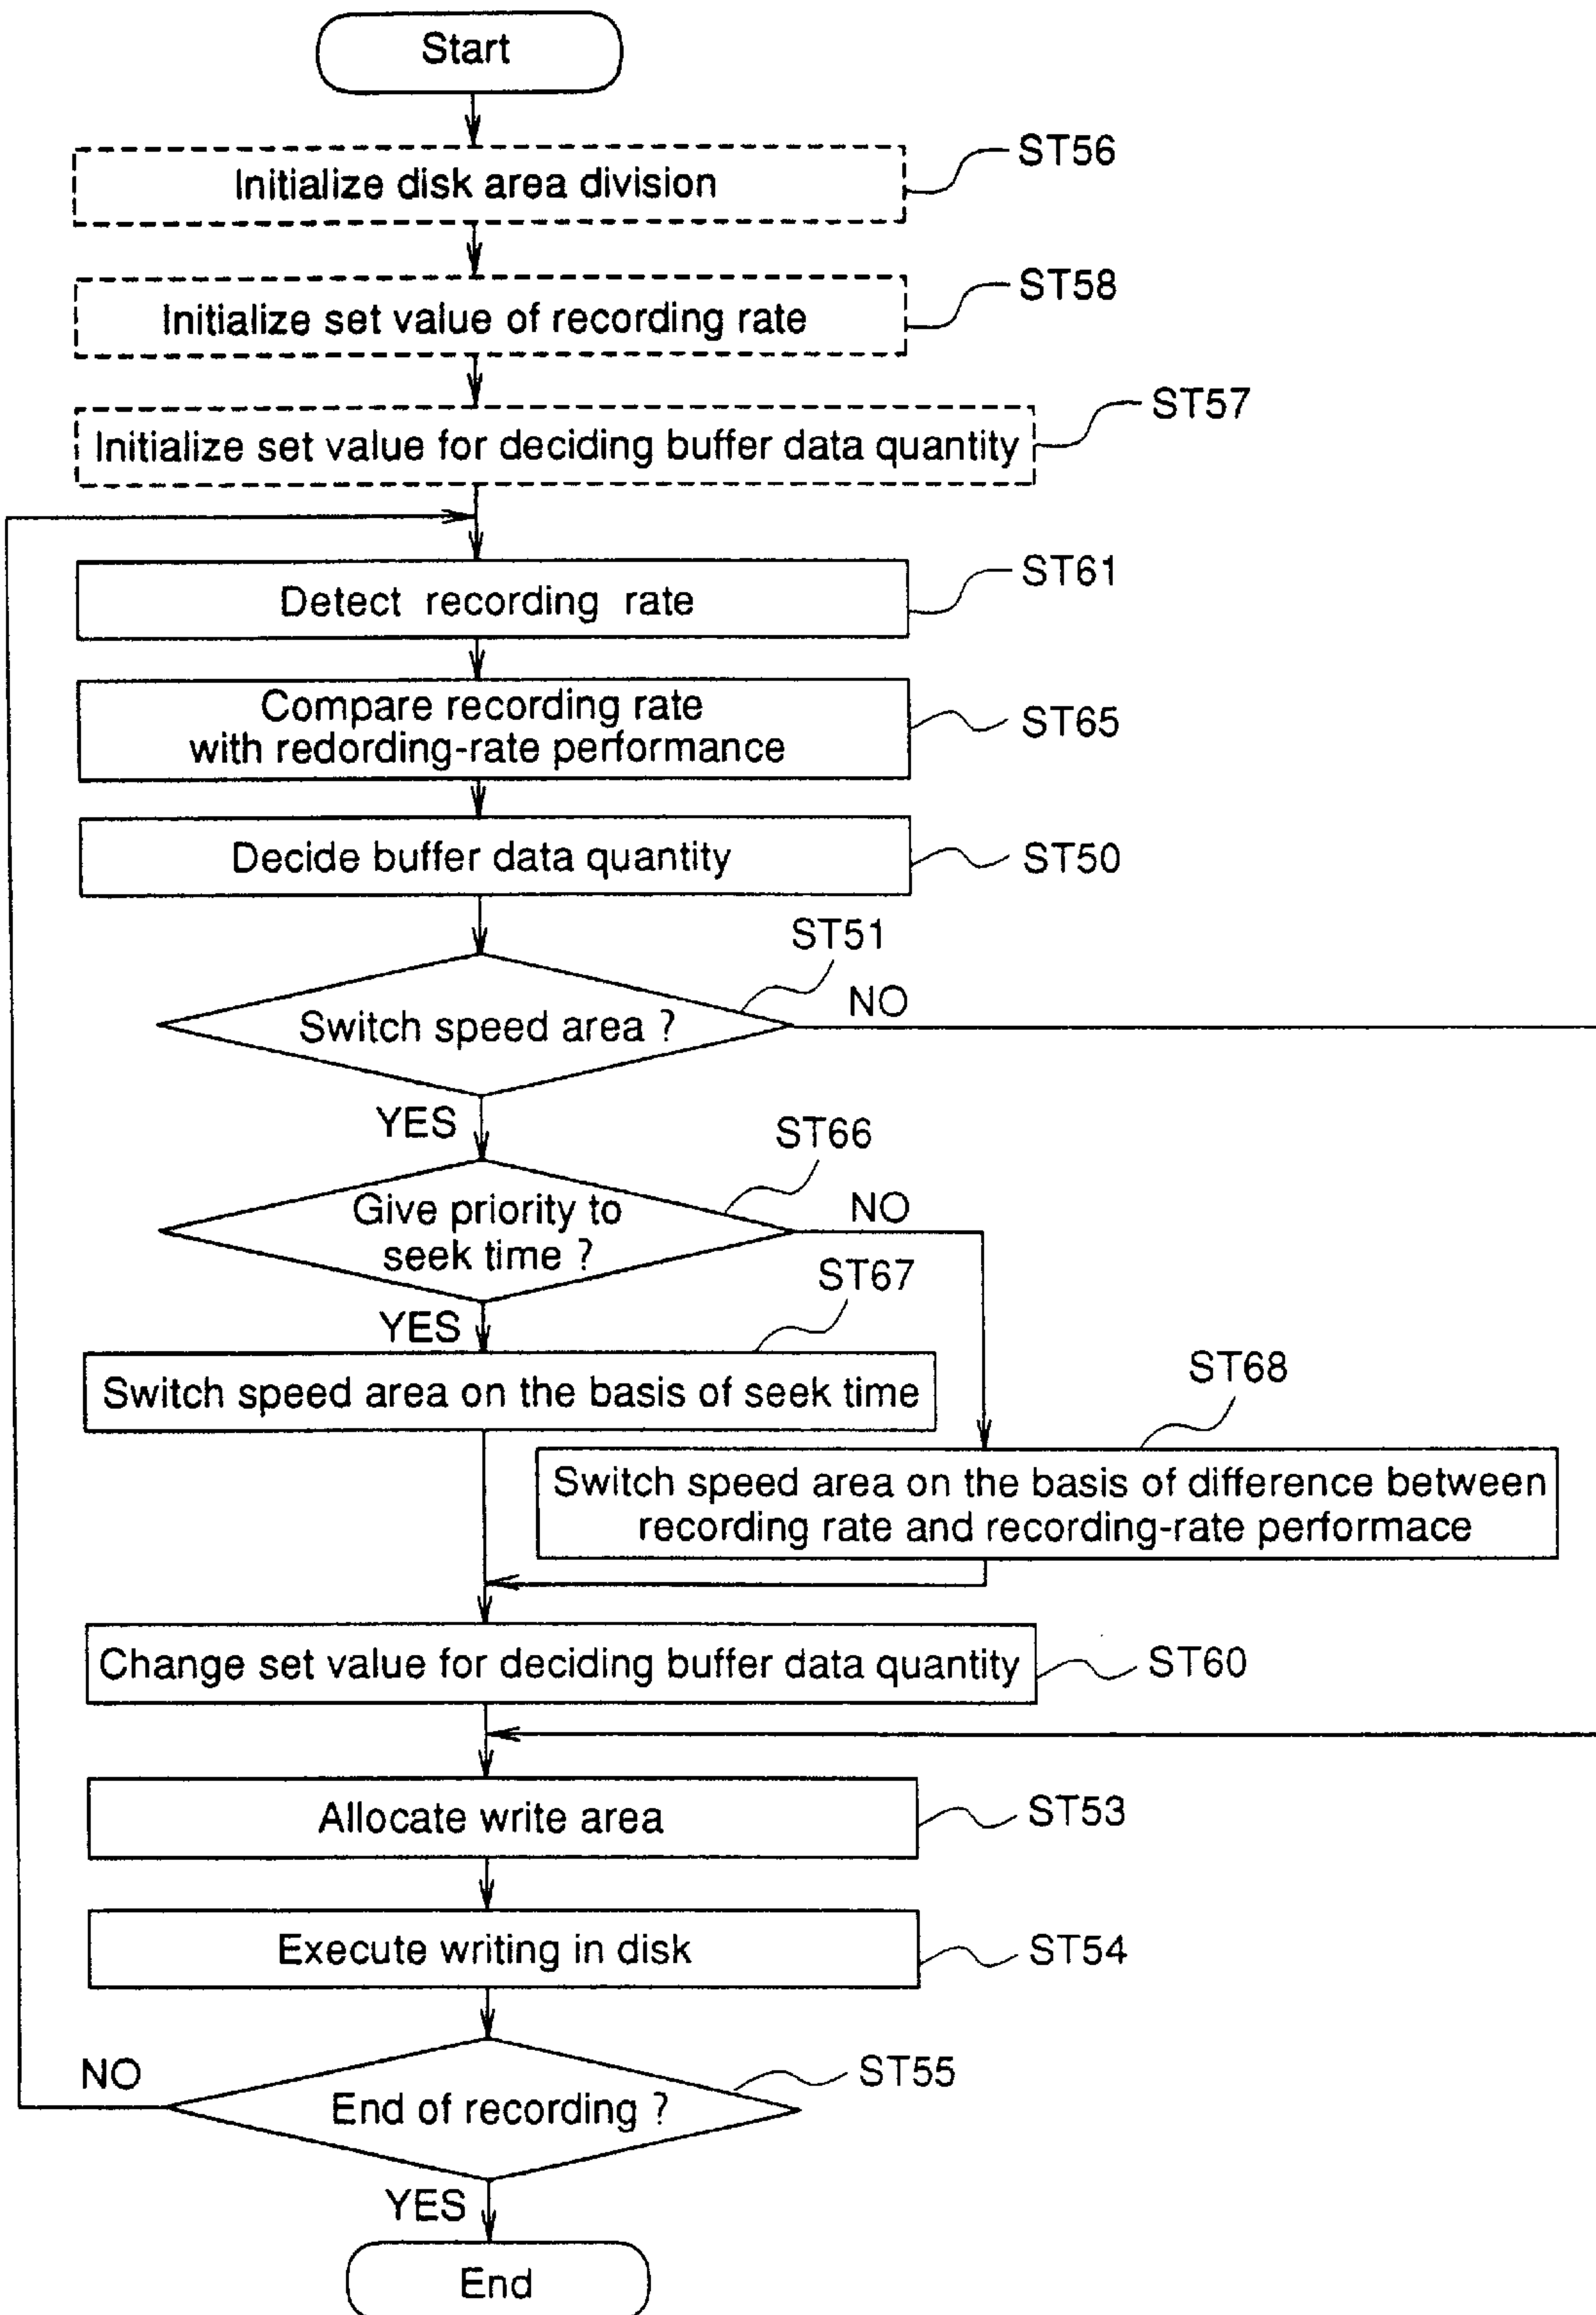 Start
Initialize disk area division
ST56
Initialize set value of recording rate
ST58
Initialize set value for deciding buffer data quantity
ST57
Detect recording rate
ST61
Compare recording rate
with redording-rate performance
ST65
Decide buffer data quantity
ST50
ST51
Switch speed area ?
NO
YES
ST66
Give priority to
seek time ?
NO
ST67
YES
Switch speed area on the basis of seek time
ST68
Switch speed area on the basis of difference between
recording rate and recording-rate performace
Change set value for deciding buffer data quantity
ST60
Allocate write area
ST53
Execute writing in disk
ST54
NO
ST55
End of recording ?
YES
End